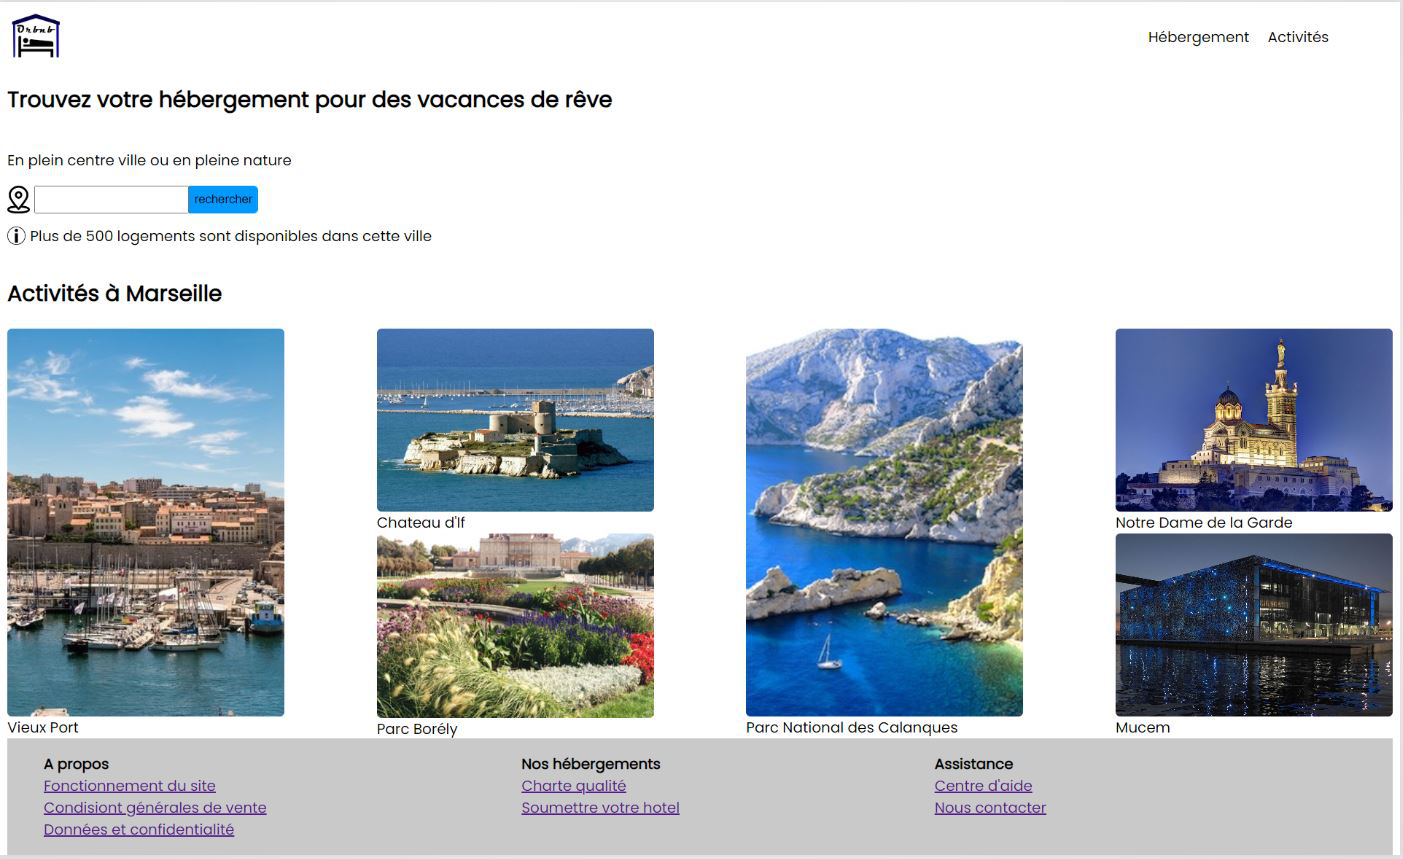 Orbnb
Hébergement Activités
Trouvez votre hébergement pour des vacances de rêve
En plein centre ville ou en pleine nature
rechercher
Plus de 500 logements sont disponibles dans cette ville
Activités à Marseille
Chateau d'If
Notre Dame de la Garde
Vieux Port
Parc Borély
Parc National des Calanques
Mucem
A propos
Fonctionnement du site
Condisiont générales de vente
Données et confidentialité
Nos hébergements
Charte qualité
Soumettre votre hotel
Assistance
Centre d'aide
Nous contacter